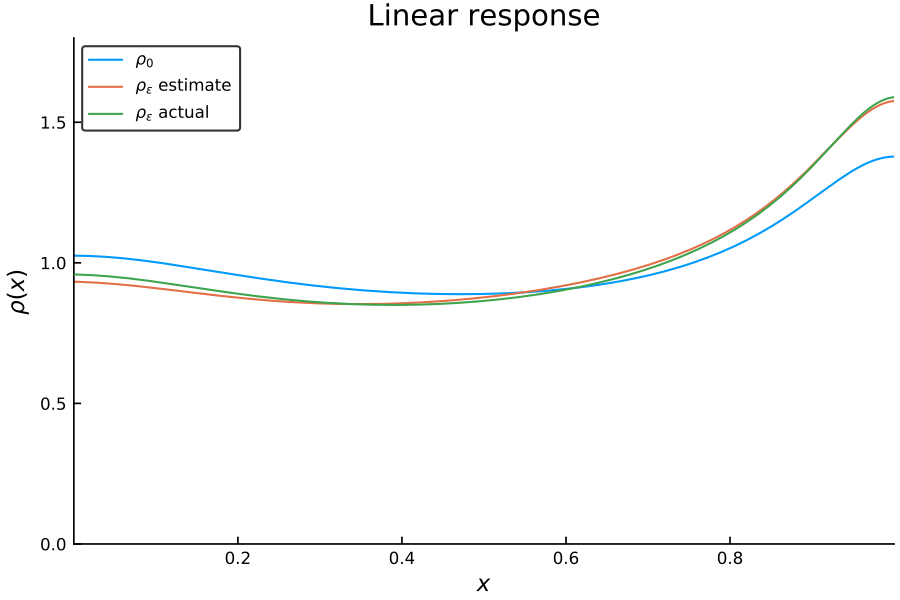 Linear response
ρ₀
ρ_ε estimate
ρ_ε actual
1.5
1.0
0.5
0.0
ρ(x)
0.2
0.4
0.6
0.8
x